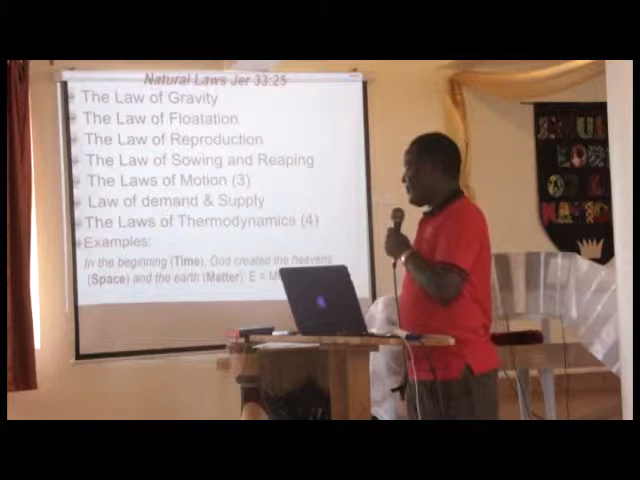 Natural Laws Jer 33:25
The Law of Gravity
The Law of Floatation
The Law of Reproduction
The Law of Sowing and Reaping
The Laws of Motion (3)
Law of demand & Supply
The Laws of Thermodynamics (4)
Examples:
In the beginning (Time), God created the heavens
(Space) and the earth (Matter). E = M